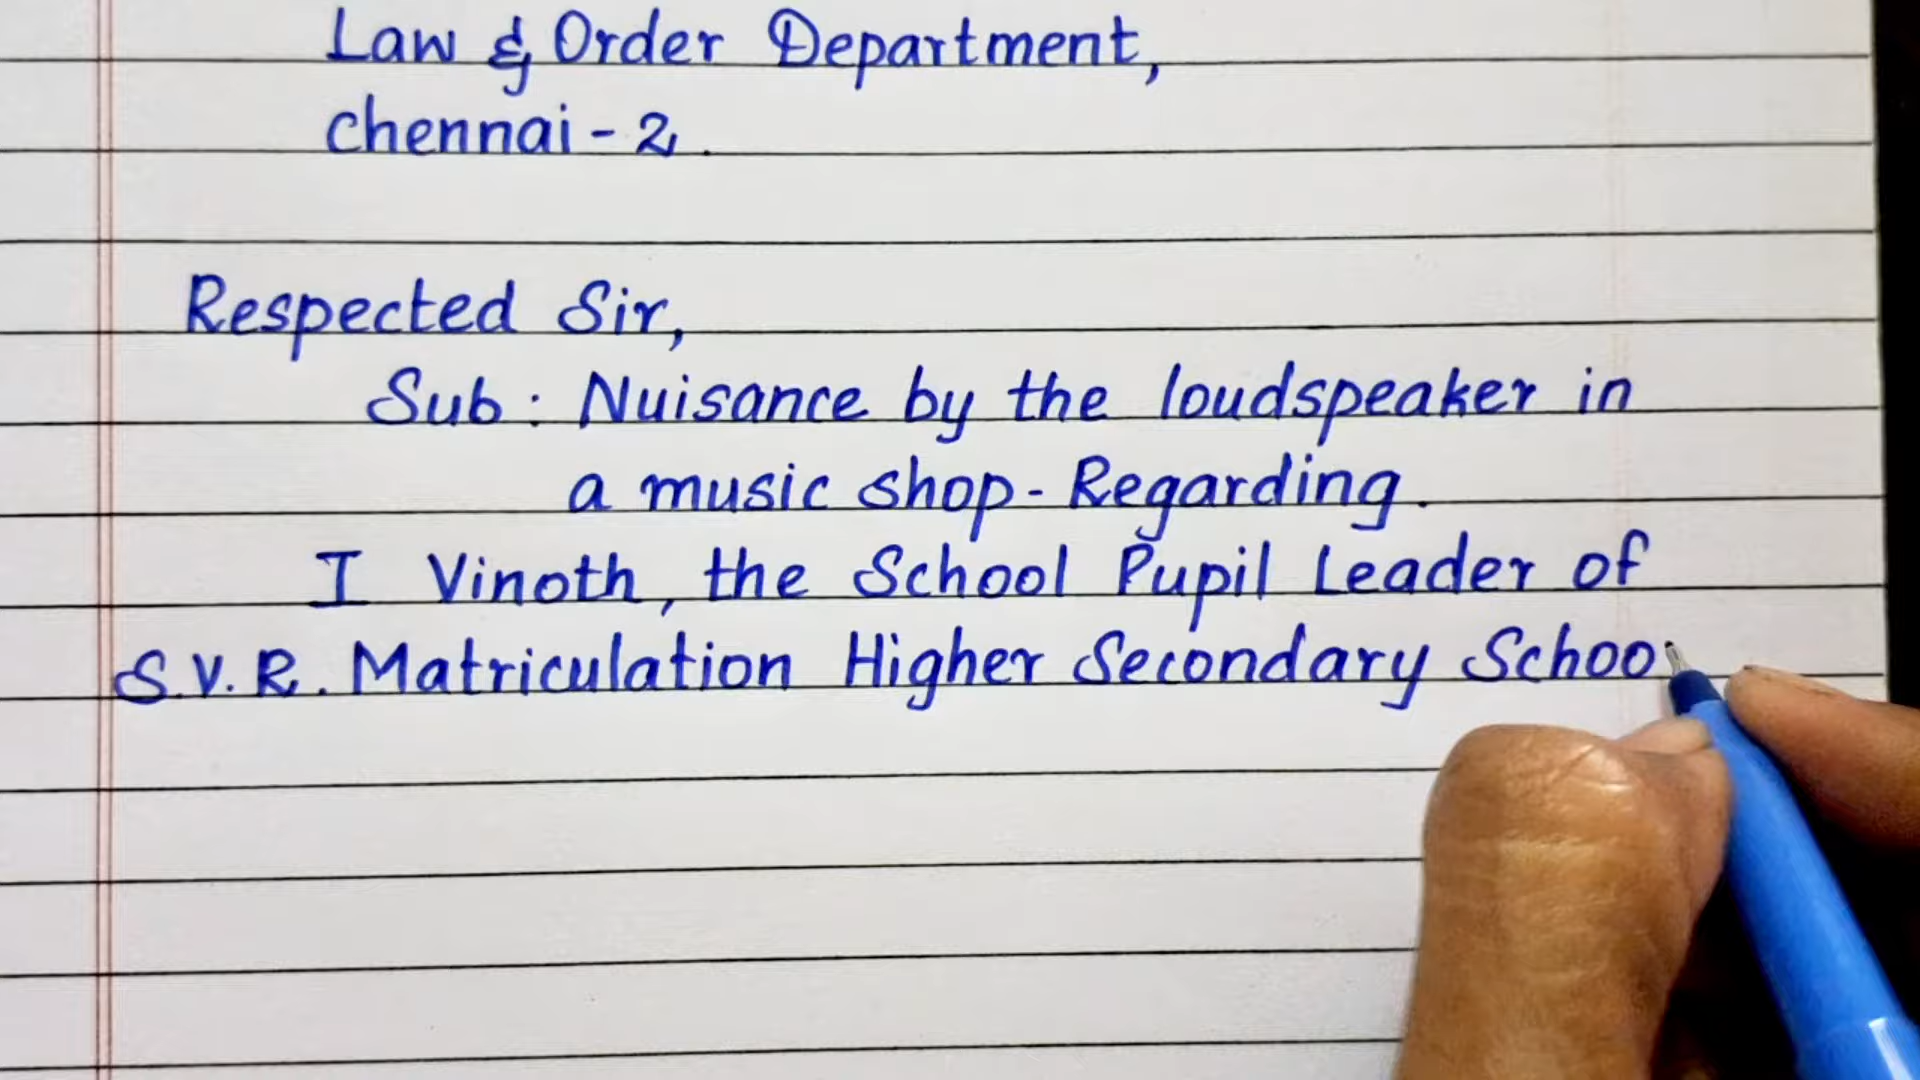 Law & Order Department,
Chennai - 2.
Respected Sir,
Sub : Nuisance by the loudspeaker in
a music shop - Regarding.
I Vinoth, the School Pupil Leader of
S.V.R. Matriculation Higher Secondary Schoo